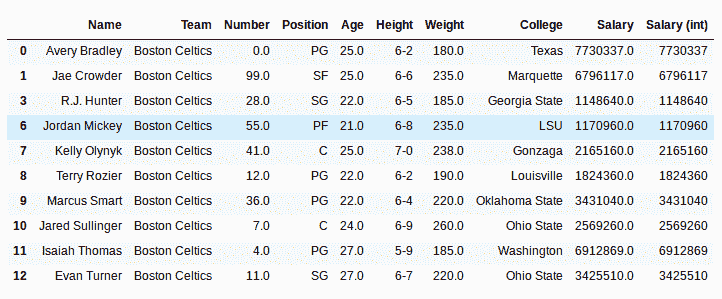 Name Team Number Position Age Height Weight College Salary Salary (int)
0 Avery Bradley Boston Celtics 0.0 PG 25.0 6-2 180.0 Texas 7730337.0 7730337
1 Jae Crowder Boston Celtics 99.0 SF 25.0 6-6 235.0 Marquette 6796117.0 6796117
3 R.J. Hunter Boston Celtics 28.0 SG 22.0 6-5 185.0 Georgia State 1148640.0 1148640
6 Jordan Mickey Boston Celtics 55.0 PF 21.0 6-8 235.0 LSU 1170960.0 1170960
7 Kelly Olynyk Boston Celtics 41.0 C 25.0 7-0 238.0 Gonzaga 2165160.0 2165160
8 Terry Rozier Boston Celtics 12.0 PG 22.0 6-2 190.0 Louisville 1824360.0 1824360
9 Marcus Smart Boston Celtics 36.0 PG 22.0 6-4 220.0 Oklahoma State 3431040.0 3431040
10 Jared Sullinger Boston Celtics 7.0 C 24.0 6-9 260.0 Ohio State 2569260.0 2569260
11 Isaiah Thomas Boston Celtics 4.0 PG 27.0 5-9 185.0 Washington 6912869.0 6912869
12 Evan Turner Boston Celtics 11.0 SG 27.0 6-7 220.0 Ohio State 3425510.0 3425510